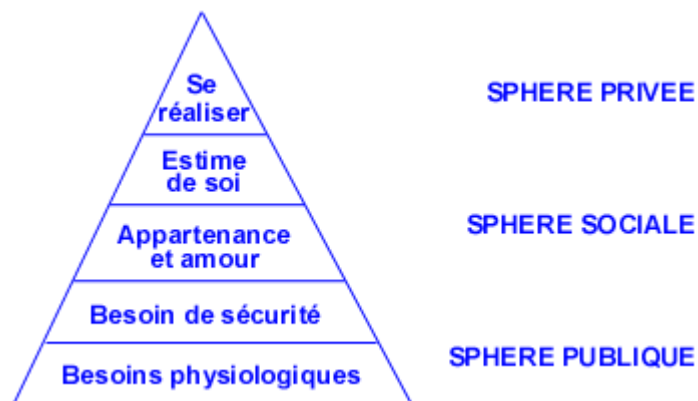 Se
réaliser
SPHERE PRIVEE
Estime
de soi
Appartenance
et amour
SPHERE SOCIALE
Besoin de sécurité
Besoins physiologiques
SPHERE PUBLIQUE